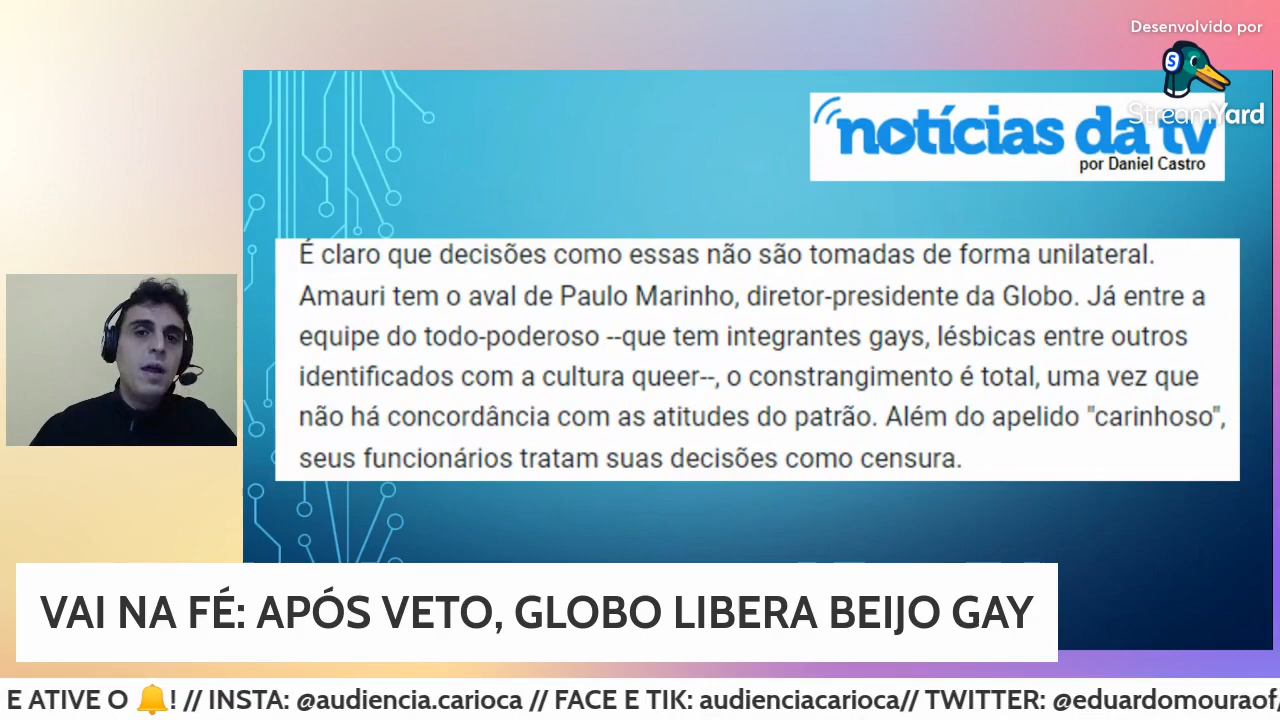 Desenvolvido por
StreamYard
notícias da tv
por Daniel Castro
É claro que decisões como essas não são tomadas de forma unilateral.
Amauri tem o aval de Paulo Marinho, diretor-presidente da Globo. Já entre a
equipe do todo-poderoso --que tem integrantes gays, lésbicas entre outros
identificados com a cultura queer--, o constrangimento é total, uma vez que
não há concordância com as atitudes do patrão. Além do apelido "carinhoso",
seus funcionários tratam suas decisões como censura.
VAI NA FÉ: APÓS VETO, GLOBO LIBERA BEIJO GAY
E ATIVE O 🔔! // INSTA: @audiencia.carioca // FACE E TIK: audienciacarioca// TWITTER: @eduardomouraof